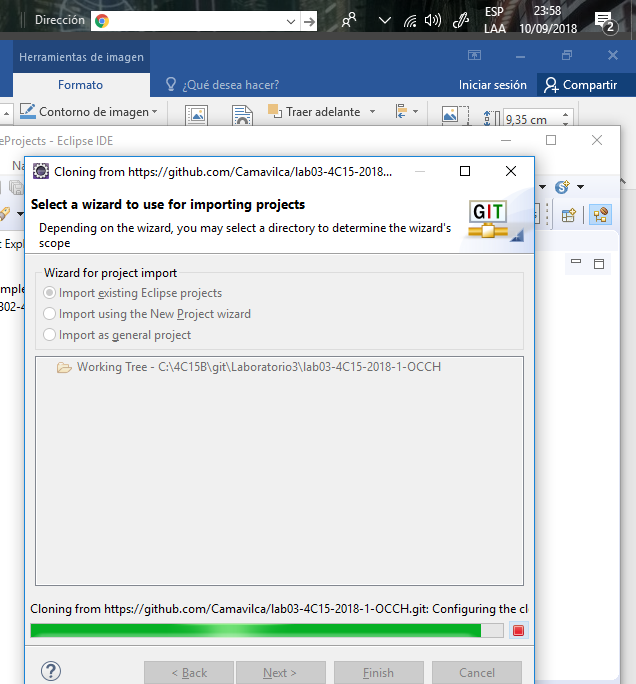 Dirección
ESP
LAA
23:58
10/09/2018
2
Herramientas de imagen
Formato
¿Qué desea hacer?
Iniciar sesión
Compartir
Contorno de imagen
Traer adelante
9,35 cm
eProjects - Eclipse IDE
Na
Cloning from https://github.com/Camavilca/lab03-4C15-2018...
Select a wizard to use for importing projects
Depending on the wizard, you may select a directory to determine the wizard's
scope
GIT
t Expl
mple
302-4
Wizard for project import
Import existing Eclipse projects
Import using the New Project wizard
Import as general project
Working Tree - C:\4C15B\git\Laboratorio3\lab03-4C15-2018-1-OCCH
Cloning from https://github.com/Camavilca/lab03-4C15-2018-1-OCCH.git: Configuring the cl
?
< Back
Next >
Finish
Cancel